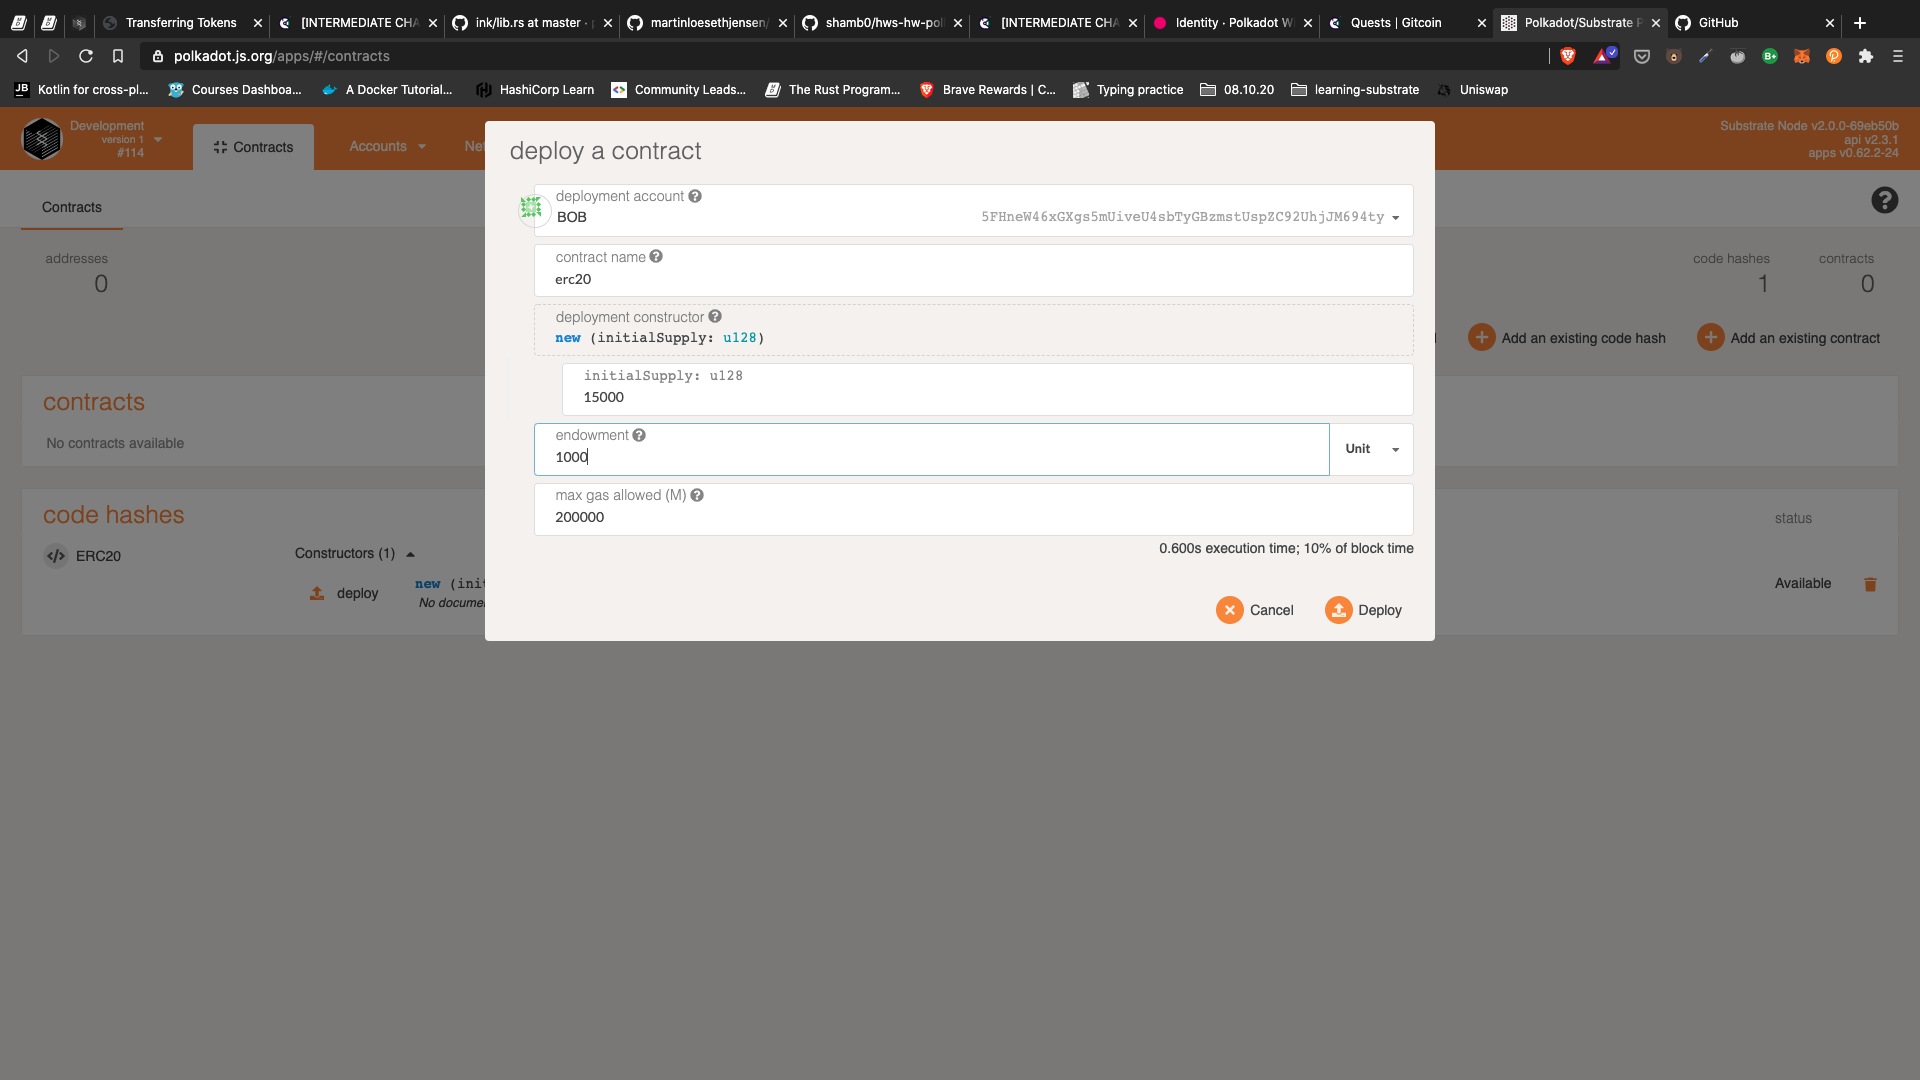 Transferring Tokens
[INTERMEDIATE CHA
ink/lib.rs at master ·
martinloesethjensen/
shamb0/hws-hw-pol
[INTERMEDIATE CHA
Identity · Polkadot W
Quests | Gitcoin
Polkadot/Substrate P
GitHub
polkadot.js.org/apps/#/contracts
JB Kotlin for cross-pl...
Courses Dashboa...
A Docker Tutorial...
HashiCorp Learn
Community Leads...
The Rust Program...
Brave Rewards | C...
Typing practice
08.10.20
learning-substrate
Uniswap
Development
version 1
#114
Contracts
Accounts
Net
Substrate Node v2.0.0-69eb50b
api v2.3.1
apps v0.62.2-24
Contracts
addresses
0
code hashes
1
contracts
0
Add an existing code hash
Add an existing contract
contracts
No contracts available
code hashes
status
ERC20
Constructors (1)
deploy
new (init
No docume
Available
deploy a contract
deployment account
BOB
5FHneW46xGXgs5mUiveU4sbTyGBzmstUspZC92UhjJM694ty
contract name
erc20
deployment constructor
new (initialSupply: u128)
initialSupply: u128
15000
endowment
1000
Unit
max gas allowed (M)
200000
0.600s execution time; 10% of block time
Cancel
Deploy